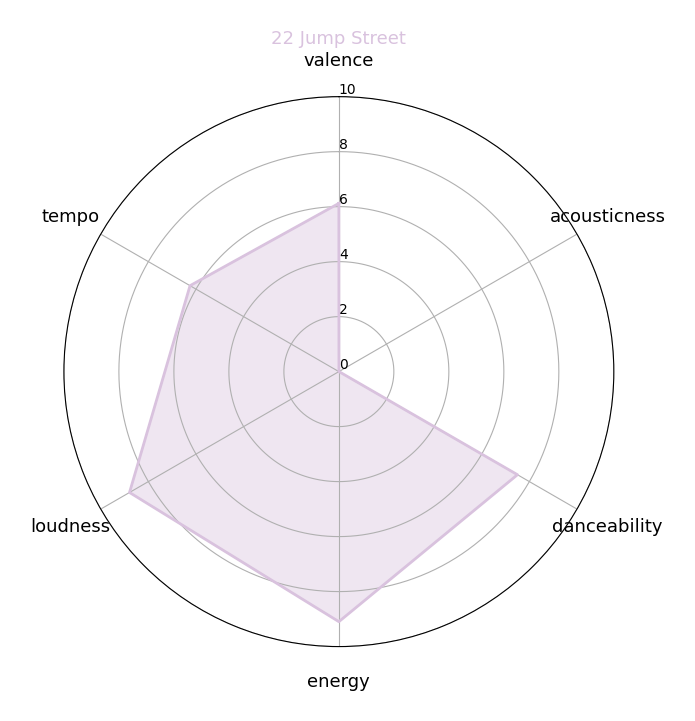 22 Jump Street
valence
10
8
6
4
2
0
tempo
acousticness
loudness
danceability
energy